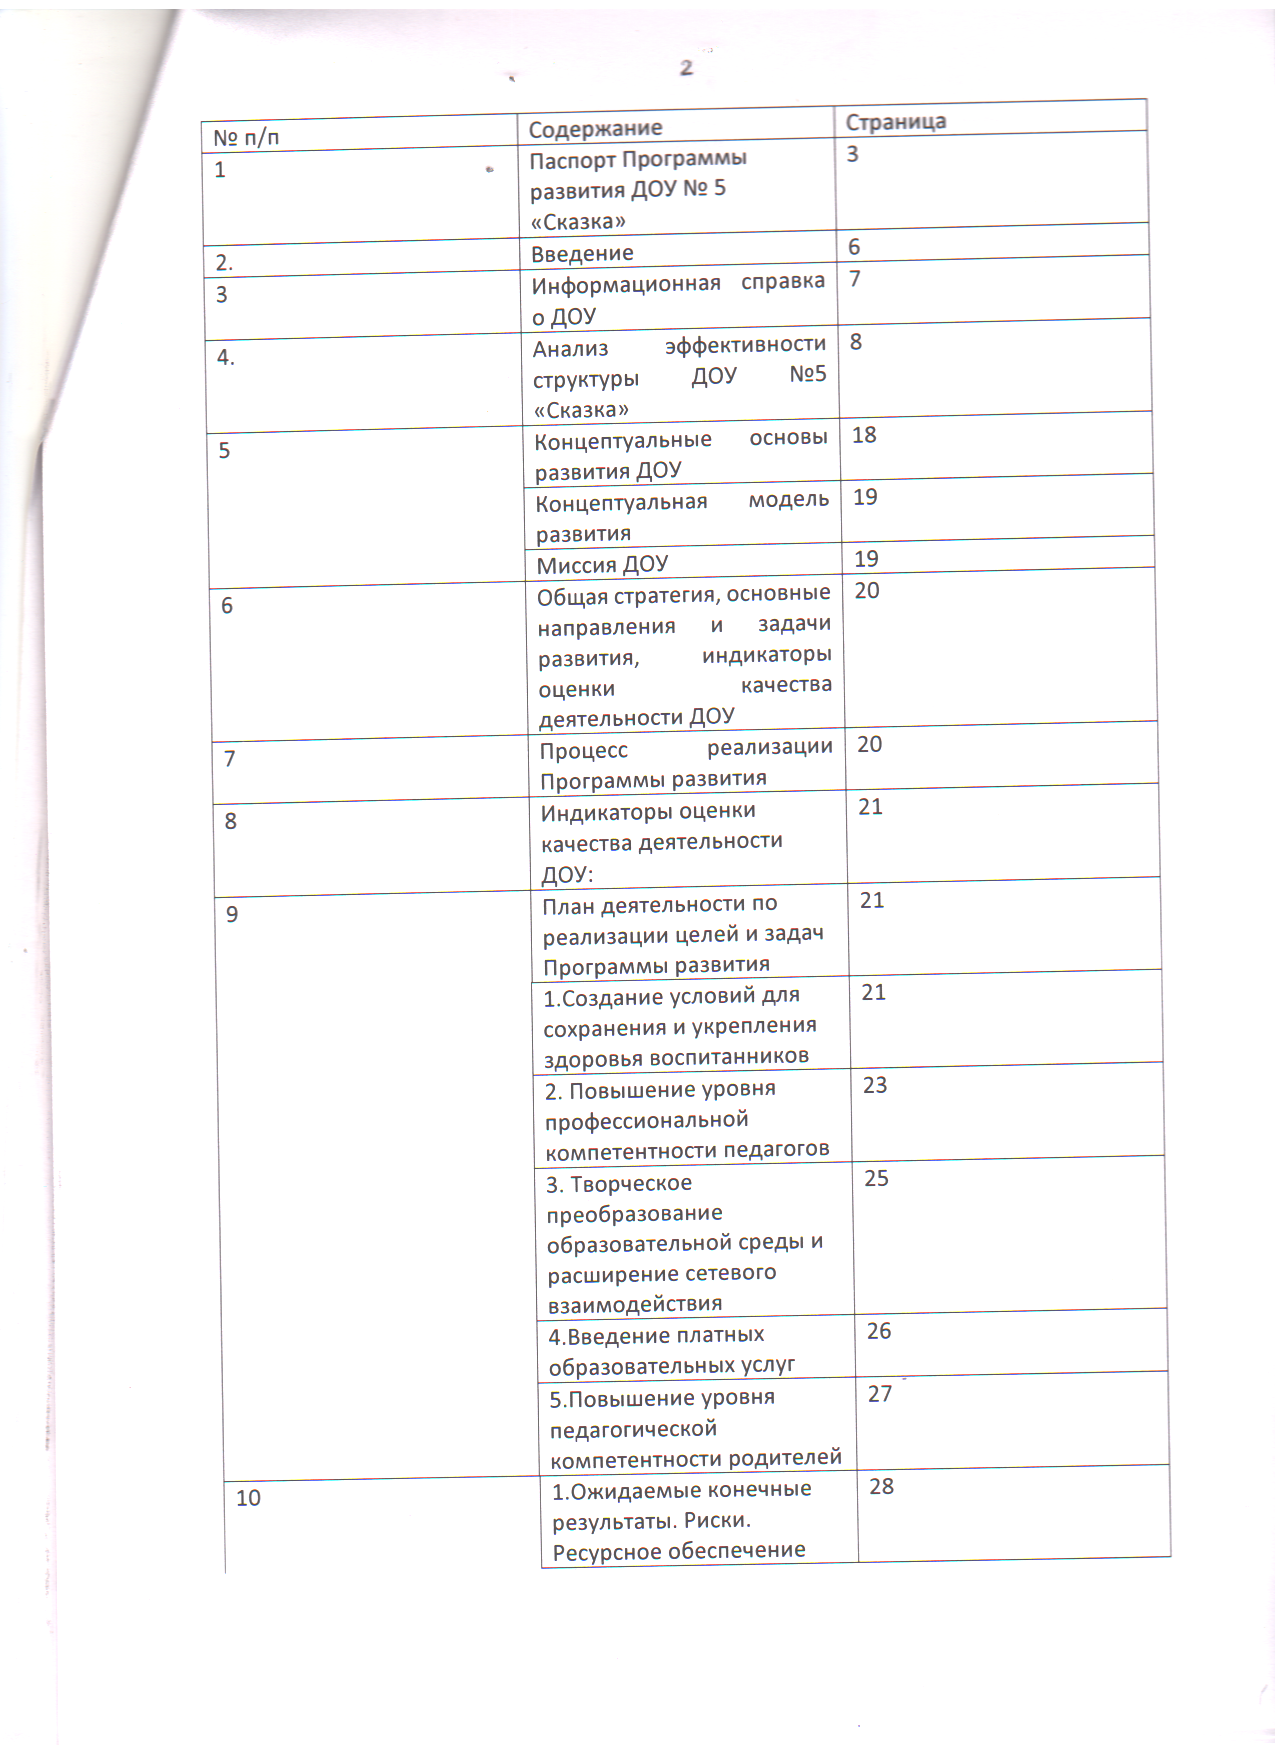 2
№ п/п
Содержание
Страница
1
Паспорт Программы
развития ДОУ № 5
«Сказка»
3
2.
Введение
6
3
Информационная справка
о ДОУ
7
4.
Анализ эффективности
структуры ДОУ №5
«Сказка»
8
5
Концептуальные основы
развития ДОУ
18
Концептуальная модель
развития
19
Миссия ДОУ
19
6
Общая стратегия, основные
направления и задачи
развития, индикаторы
оценки качества
деятельности ДОУ
20
7
Процесс реализации
Программы развития
20
8
Индикаторы оценки
качества деятельности
ДОУ:
21
9
План деятельности по
реализации целей и задач
Программы развития
21
1.Создание условий для
сохранения и укрепления
здоровья воспитанников
21
2. Повышение уровня
профессиональной
компетентности педагогов
23
3. Творческое
преобразование
образовательной среды и
расширение сетевого
взаимодействия
25
4.Введение платных
образовательных услуг
26
5.Повышение уровня
педагогической
компетентности родителей
27
10
1.Ожидаемые конечные
результаты. Риски.
Ресурсное обеспечение
28